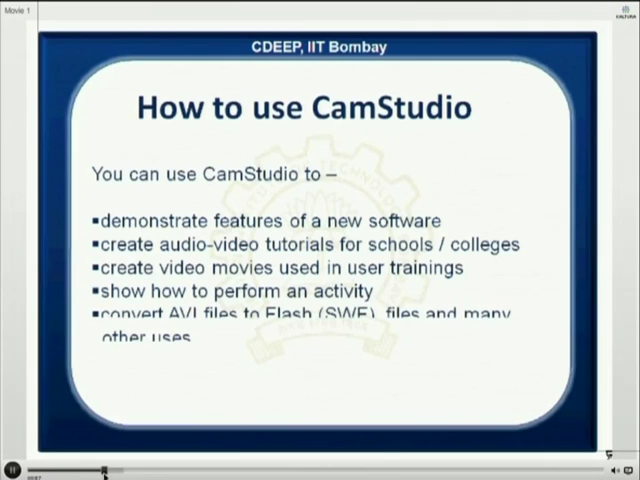 Movie 1
KALTURA
CDEEP, IIT Bombay
How to use CamStudio
You can use CamStudio to –
▪demonstrate features of a new software
▪create audio-video tutorials for schools / colleges
▪create video movies used in user trainings
▪show how to perform an activity
▪convert AVI files to Flash (SWF) files and many
other uses